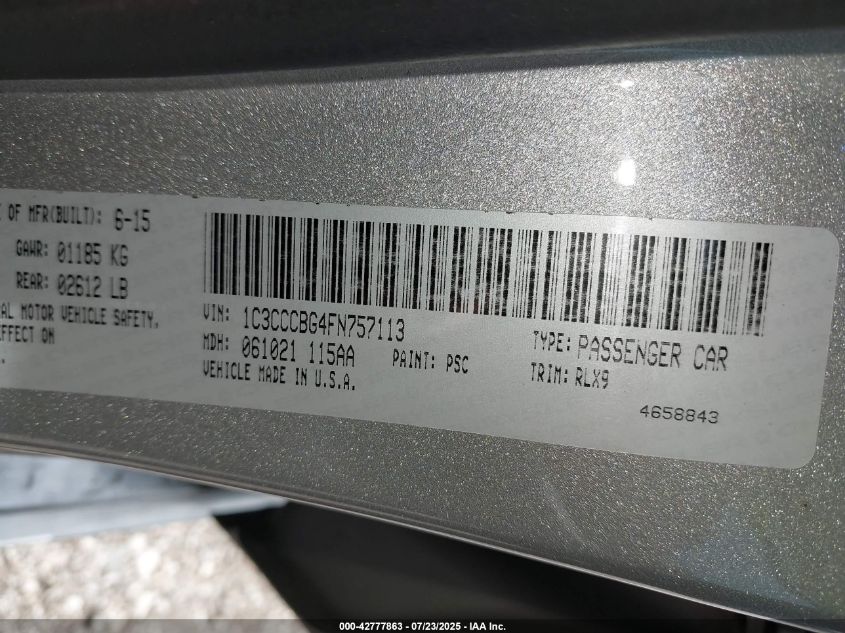 OF MFR(BUILT): 6-15
GAWR: 01185 KG
REAR: 02612 LB
MOTOR VEHICLE SAFETY,
EFFECT ON
VIN: 1C3CCCBG4FN757113
MDH: 061021 115AA PAINT: PSC
VEHICLE MADE IN U.S.A.
TYPE: PASSENGER CAR
TRIM: RLX9
4658843
000-42777863 - 07/23/2025 - IAA Inc.